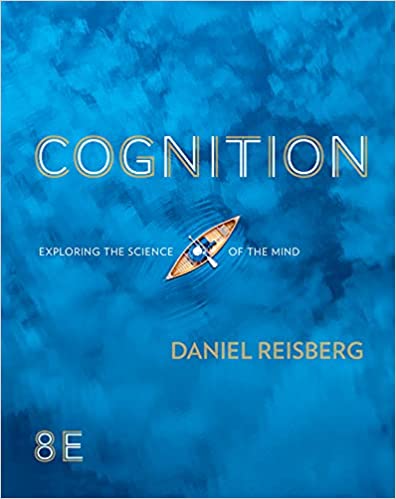 COGNITION
EXPLORING THE SCIENCE OF THE MIND
DANIEL REISBERG
8E